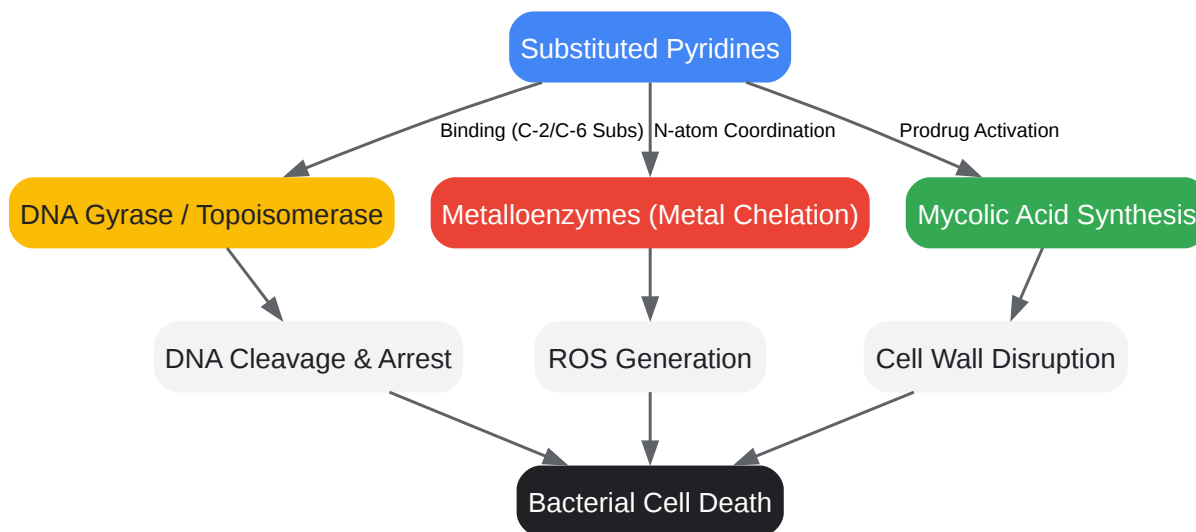 Substituted Pyridines
Binding (C-2/C-6 Subs)
N-atom Coordination
Prodrug Activation
DNA Gyrase / Topoisomerase
Metalloenzymes (Metal Chelation)
Mycolic Acid Synthesis
DNA Cleavage & Arrest
ROS Generation
Cell Wall Disruption
Bacterial Cell Death